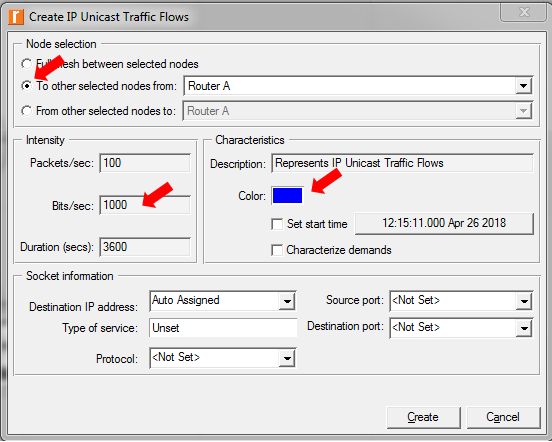 Create IP Unicast Traffic Flows
Node selection
Full mesh between selected nodes
To other selected nodes from: Router A
From other selected nodes to: Router A
Intensity
Packets/sec: 100
Bits/sec: 1000
Duration (secs): 3600
Characteristics
Description: Represents IP Unicast Traffic Flows
Color:
Set start time 12:15:11.000 Apr 26 2018
Characterize demands
Socket information
Destination IP address: Auto Assigned
Type of service: Unset
Protocol: <Not Set>
Source port: <Not Set>
Destination port: <Not Set>
Create Cancel